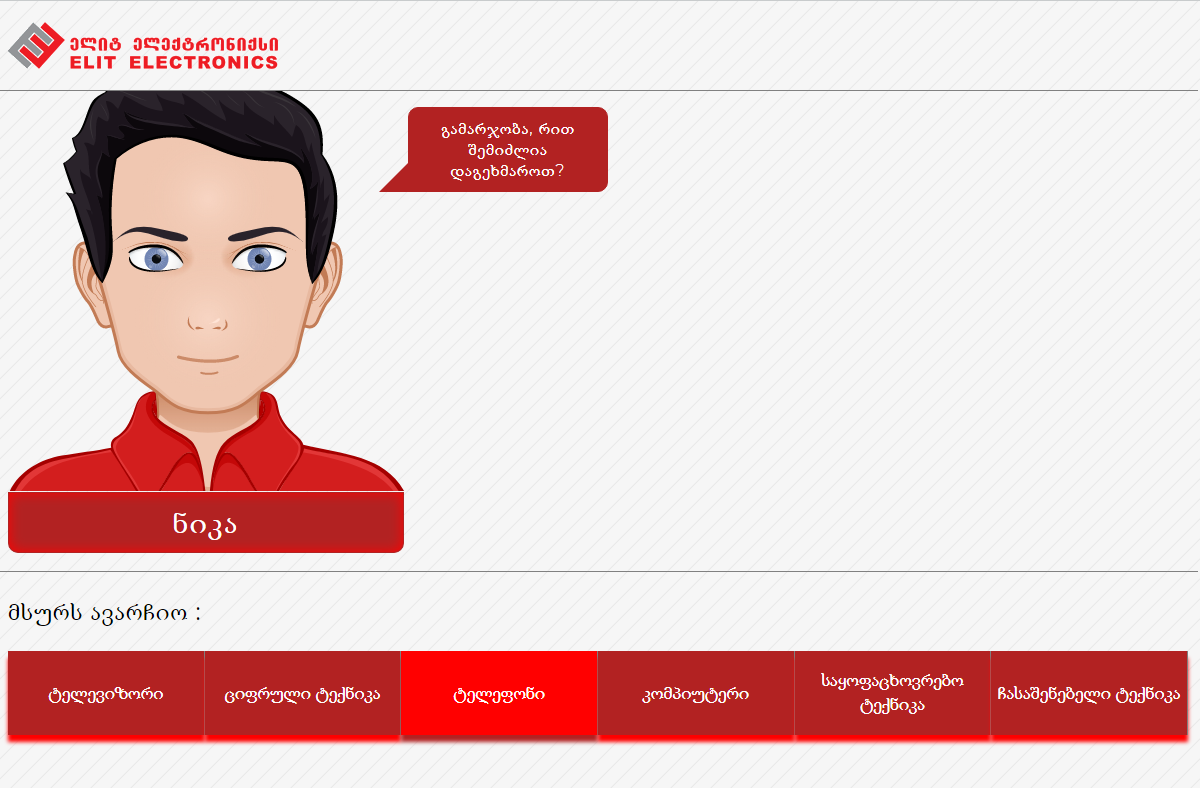 ელიტ ელექტრონიქსი
ELIT ELECTRONICS
გამარჯობა, რით
შემიძლია
დაგეხმაროთ?
ნიკა
მსურს ავარჩიო :
ტელევიზორი
ციფრული ტექნიკა
ტელეფონი
კომპიუტერი
საყოფაცხოვრებო
ტექნიკა
ჩასაშენებელი ტექნიკა